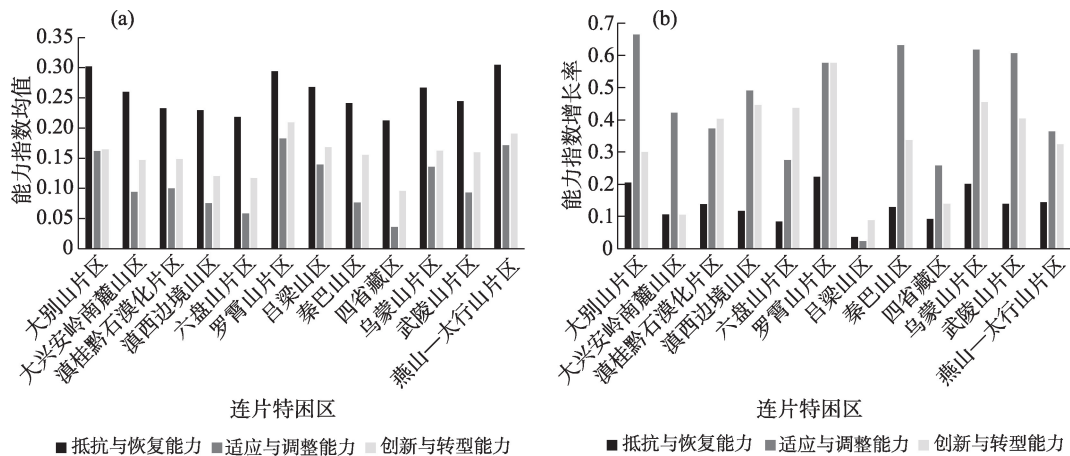 (a)
能力指数均值
0.35
0.30
0.25
0.20
0.15
0.10
0.05
0
大别山片区
大兴安岭南麓山区
滇桂黔石漠化片区
滇西边境山区
六盘山片区
罗霄山片区
吕梁山区
秦巴山区
四省藏区
乌蒙山片区
武陵山片区
燕山—太行山片区
连片特困区
■抵抗与恢复能力 ■适应与调整能力 ■创新与转型能力
(b)
能力指数增长率
0.7
0.6
0.5
0.4
0.3
0.2
0.1
0
大别山片区
大兴安岭南麓山区
滇桂黔石漠化片区
滇西边境山区
六盘山片区
罗霄山片区
吕梁山区
秦巴山区
四省藏区
乌蒙山片区
武陵山片区
燕山—太行山片区
连片特困区
■抵抗与恢复能力 ■适应与调整能力 ■创新与转型能力